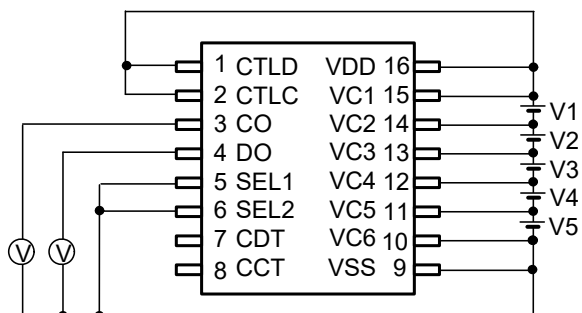 1 CTLD VDD 16
2 CTLC VC1 15
3 CO VC2 14
4 DO VC3 13
5 SEL1 VC4 12
6 SEL2 VC5 11
7 CDT VC6 10
8 CCT VSS 9
V1
V2
V3
V4
V5
V V